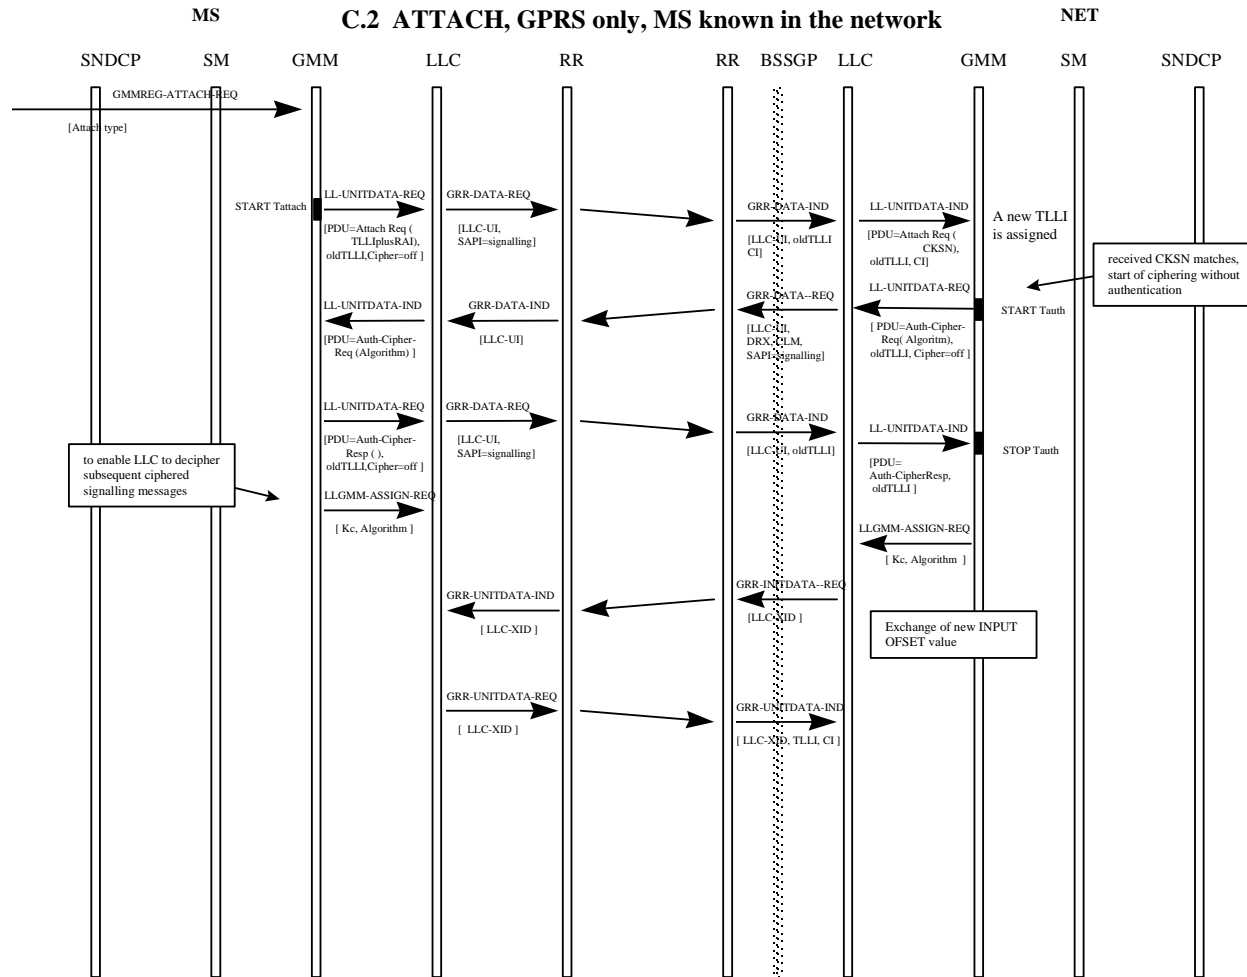 MS
C.2 ATTACH, GPRS only, MS known in the network
NET
SNDCP SM GMM LLC RR RR BSSGP LLC GMM SM SNDCP
GMMREG-ATTACH-REQ
[Attach type]
START Tattach
LL-UNITDATA-REQ
[PDU=Attach Req (
TLLIplusRAI),
oldTLLI,Cipher=off ]
GRR-DATA-REQ
[LLC-UI,
SAPI=signalling]
GRR-DATA-IND
[LLC-UI, oldTLLI
CI]
LL-UNITDATA-IND
[PDU=Attach Req (
CKSN),
oldTLLI, CI]
A new TLLI
is assigned
received CKSN matches,
start of ciphering without
authentication
LL-UNITDATA-IND
[PDU=Auth-Cipher-
Req (Algorithm) ]
GRR-DATA-IND
[LLC-UI]
GRR-DATA--REQ
[LLC-UI,
DRX, CLM,
SAPI=signalling]
LL-UNITDATA-REQ
[ PDU=Auth-Cipher-
Req( Algoritm),
oldTLLI, Cipher=off ]
START Tauth
LL-UNITDATA-REQ
[PDU=Auth-Cipher-
Resp ( ),
oldTLLI,Cipher=off ]
GRR-DATA-REQ
[LLC-UI,
SAPI=signalling]
GRR-DATA-IND
[LLC-UI, oldTLLI]
LL-UNITDATA-IND
[PDU=
Auth-CipherResp,
oldTLLI ]
STOP Tauth
to enable LLC to decipher
subsequent ciphered
signalling messages
LLGMM-ASSIGN-REQ
[ Kc, Algorithm ]
LLGMM-ASSIGN-REQ
[ Kc, Algorithm ]
GRR-UNITDATA-IND
[ LLC-XID ]
GRR-INITDATA--REQ
[LLC-XID ]
Exchange of new INPUT
OFSET value
GRR-UNITDATA-REQ
[ LLC-XID ]
GRR-UNITDATA-IND
[ LLC-XID, TLLI, CI ]